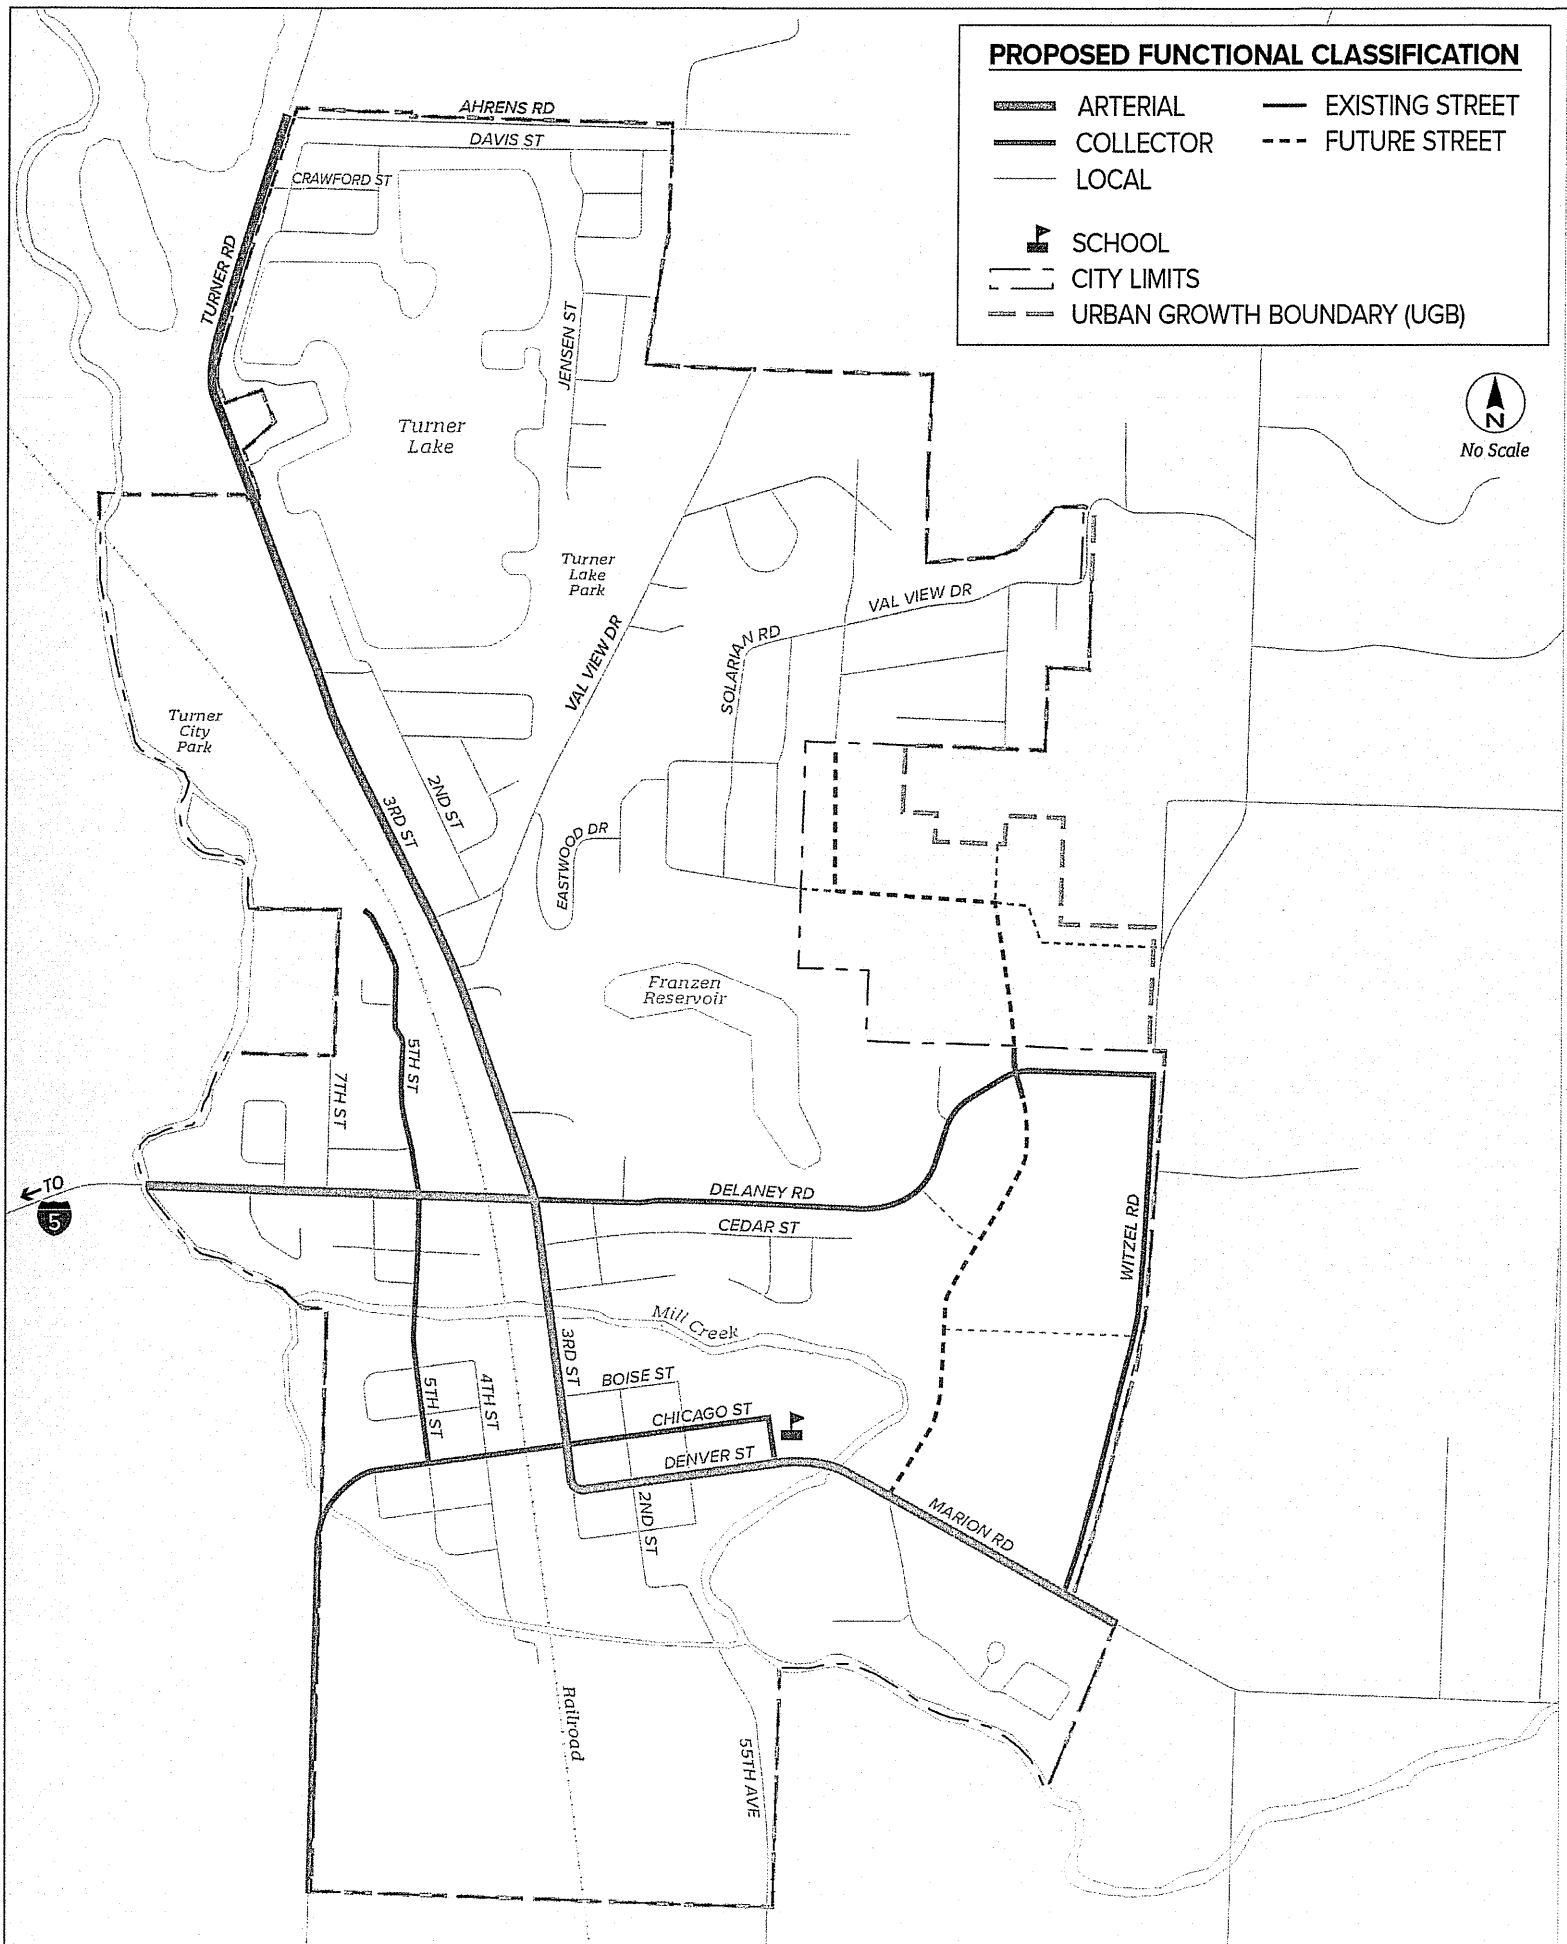 PROPOSED FUNCTIONAL CLASSIFICATION
ARTERIAL
EXISTING STREET
COLLECTOR
FUTURE STREET
LOCAL
SCHOOL
CITY LIMITS
URBAN GROWTH BOUNDARY (UGB)
N
No Scale
AHRENS RD
DAVIS ST
CRAWFORD ST
TURNER RD
JENSEN ST
Turner
Lake
Turner
Lake
Park
VAL VIEW DR
SOLARIAN RD
VAL VIEW DR
Turner
City
Park
2ND ST
3RD ST
EASTWOOD DR
Franzen
Reservoir
5TH ST
7TH ST
TO
5
DELANEY RD
CEDAR ST
WITZEL RD
Mill Creek
3RD ST
BOISE ST
4TH ST
5TH ST
CHICAGO ST
DENVER ST
2ND ST
MARION RD
Railroad
55TH AVE